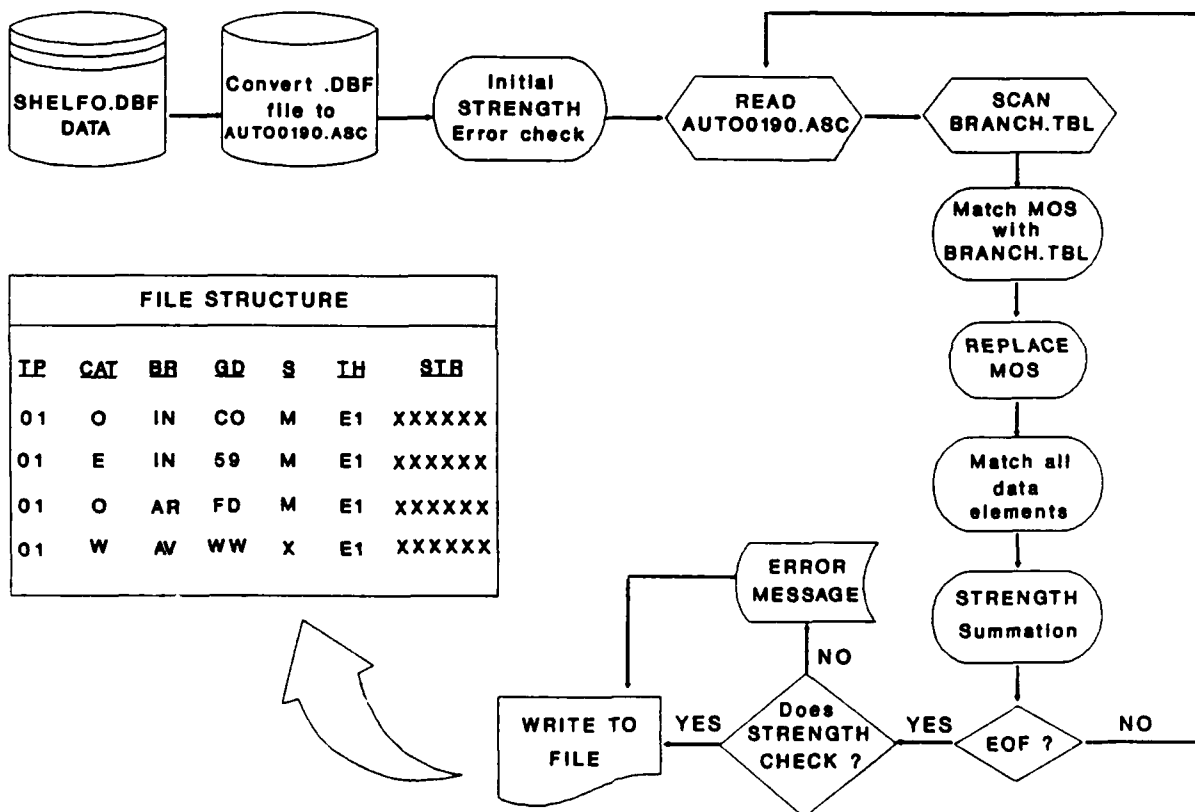 SHELFO.DBF
DATA
Convert .DBF
file to
AUTO0190.ASC
Initial
STRENGTH
Error check
READ
AUTO0190.ASC
SCAN
BRANCH.TBL
Match MOS
with
BRANCH.TBL
REPLACE
MOS
Match all
data
elements
STRENGTH
Summation
EOF ?
NO
YES
Does
STRENGTH
CHECK ?
NO
YES
ERROR
MESSAGE
WRITE TO
FILE
FILE STRUCTURE
TP CAT BR GD S TH STR
01 O IN CO M E1 XXXXXX
01 E IN 59 M E1 XXXXXX
01 O AR FD M E1 XXXXXX
01 W AV WW X E1 XXXXXX